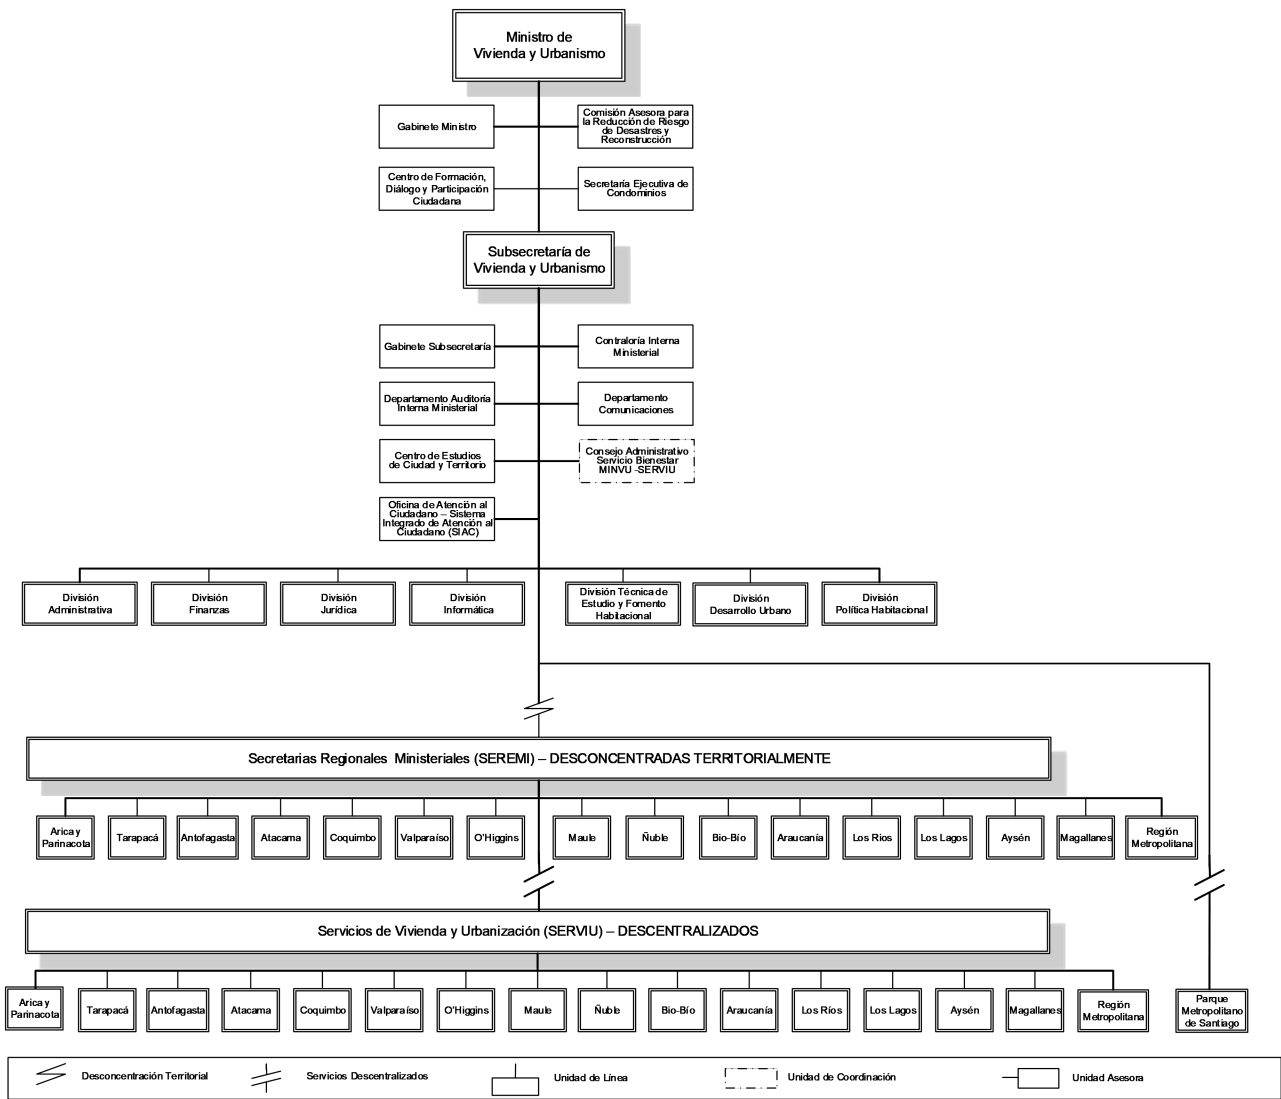 Ministro de
Vivienda y Urbanismo
Gabinete Ministro
Comisión Asesora para
la Reducción de Riesgo
de Desastres y
Reconstrucción
Centro de Formación,
Diálogo y Participación
Ciudadana
Secretaría Ejecutiva de
Condominios
Subsecretaría de
Vivienda y Urbanismo
Gabinete Subsecretaría
Contraloría Interna
Ministerial
Departamento Auditoría
Interna Ministerial
Departamento
Comunicaciones
Centro de Estudios
de Ciudad y Territorio
Consejo Administrativo
Servicio Bienestar
MINVU -SERVIU
Oficina de Atención al
Ciudadano – Sistema
Integrado de Atención al
Ciudadano (SIAC)
División
Administrativa
División
Finanzas
División
Jurídica
División
Informática
División Técnica de
Estudio y Fomento
Habitacional
División
Desarrollo Urbano
División
Política Habitacional
Secretarias Regionales Ministeriales (SEREMI) – DESCONCENTRADAS TERRITORIALMENTE
Arica y
Parinacota
Tarapacá
Antofagasta
Atacama
Coquimbo
Valparaíso
O'Higgins
Maule
Ñuble
Bio-Bío
Araucanía
Los Ríos
Los Lagos
Aysén
Magallanes
Región
Metropolitana
Servicios de Vivienda y Urbanización (SERVIU) – DESCENTRALIZADOS
Arica y
Parinacota
Tarapacá
Antofagasta
Atacama
Coquimbo
Valparaíso
O'Higgins
Maule
Ñuble
Bio-Bío
Araucanía
Los Ríos
Los Lagos
Aysén
Magallanes
Región
Metropolitana
Parque
Metropolitano
de Santiago
Desconcentración Territorial
Servicios Descentralizados
Unidad de Línea
Unidad de Coordinación
Unidad Asesora